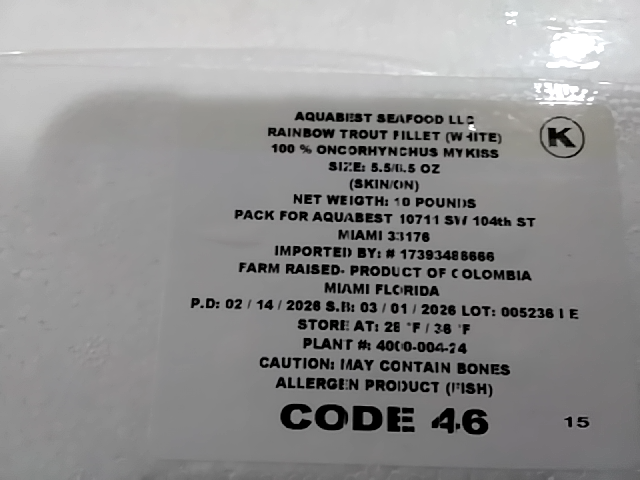 AQUABEST SEAFOOD LLC
RAINBOW TROUT FILLET (WHITE)
K
100 % ONCORHYNCHUS MYKISS
SIZE: 5.5/6.5 OZ
(SKIN/ON)
NET WEIGTH: 10 POUNDS
PACK FOR AQUABEST 10711 SW 104th ST
MIAMI 33176
IMPORTED BY: # 17393486666
FARM RAISED- PRODUCT OF COLOMBIA
MIAMI FLORIDA
P.D: 02 / 14 / 2026 S.B: 03 / 01 / 2026 LOT: 005236 I E
STORE AT: 28 °F / 36 °F
PLANT #: 4000-004-24
CAUTION: MAY CONTAIN BONES
ALLERGEN PRODUCT (FISH)
CODE 46
15